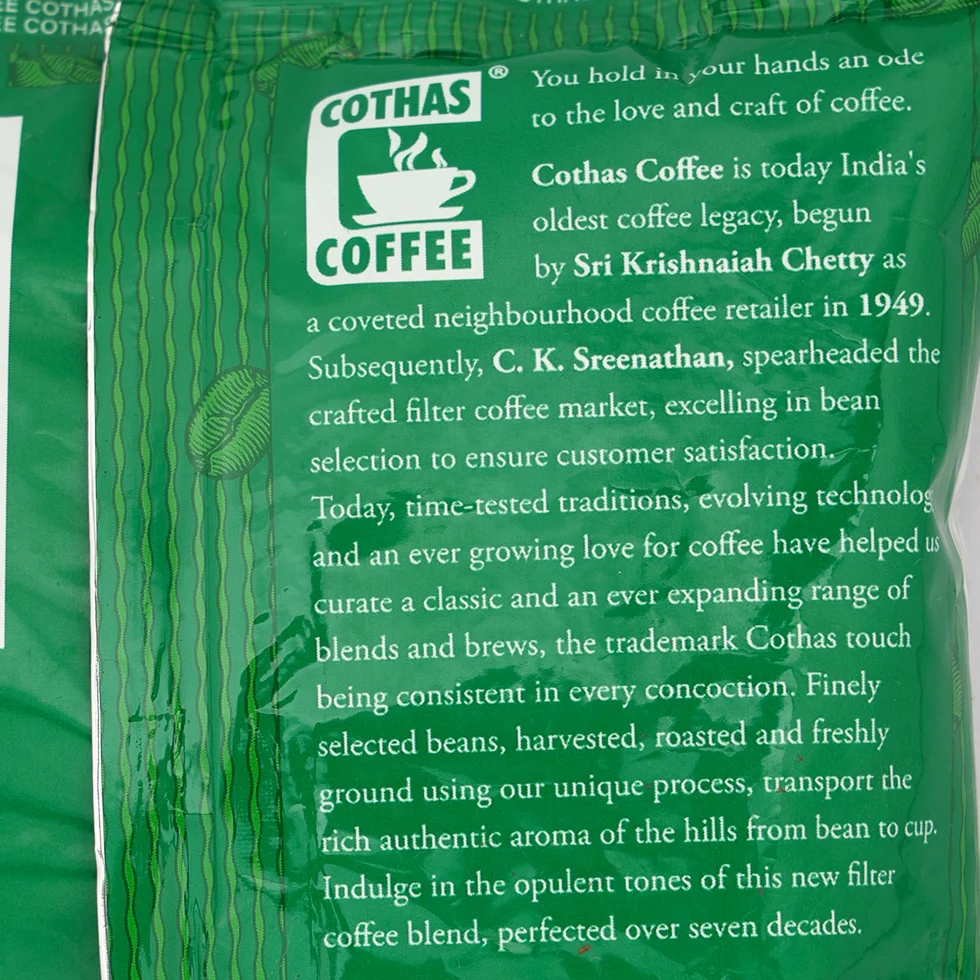 EE COTHAS
EE COTHAS
COTHAS
COFFEE
®
You hold in your hands an ode
to the love and craft of coffee.
Cothas Coffee is today India's
oldest coffee legacy, begun
by Sri Krishnaiah Chetty as
a coveted neighbourhood coffee retailer in 1949.
Subsequently, C. K. Sreenathan, spearheaded the
crafted filter coffee market, excelling in bean
selection to ensure customer satisfaction.
Today, time-tested traditions, evolving technolog
and an ever growing love for coffee have helped us
curate a classic and an ever expanding range of
blends and brews, the trademark Cothas touch
being consistent in every concoction. Finely
selected beans, harvested, roasted and freshly
ground using our unique process, transport the
rich authentic aroma of the hills from bean to cup.
Indulge in the opulent tones of this new filter
coffee blend, perfected over seven decades.